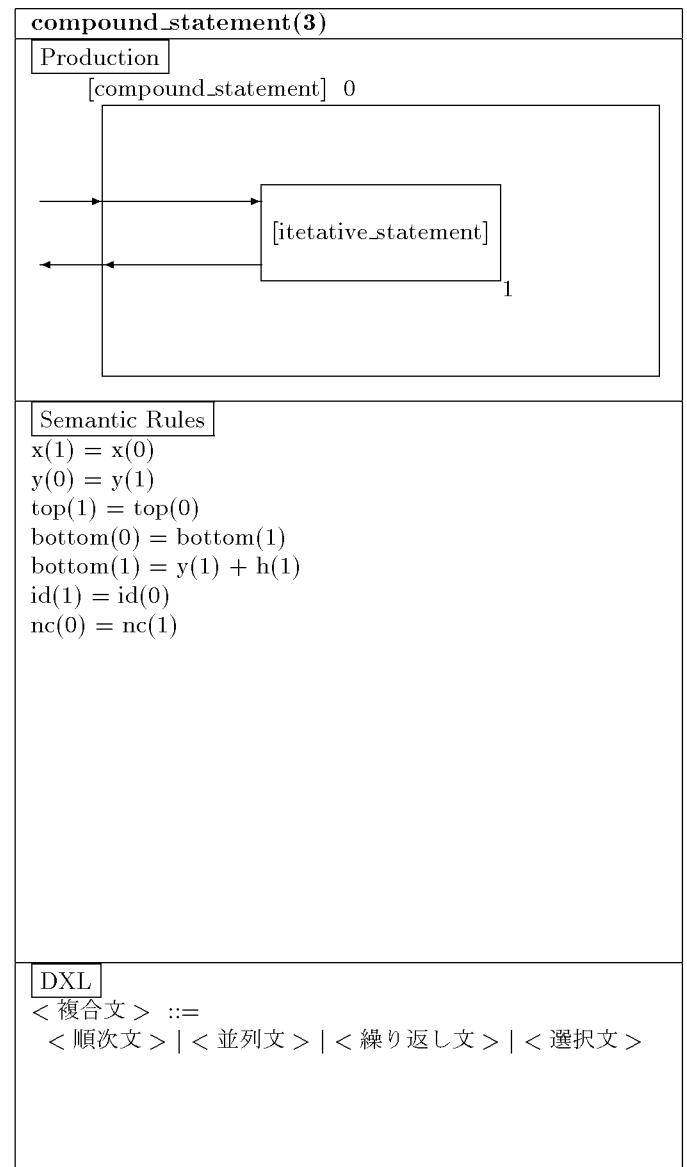 compound_statement(3)
Production
[compound_statement] 0
[itetative_statement]
1
Semantic Rules
x(1) = x(0)
y(0) = y(1)
top(1) = top(0)
bottom(0) = bottom(1)
bottom(1) = y(1) + h(1)
id(1) = id(0)
nc(0) = nc(1)
DXL
< 複合文 > ::=
< 順次文 > | < 並列文 > | < 繰り返し文 > | < 選択文 >